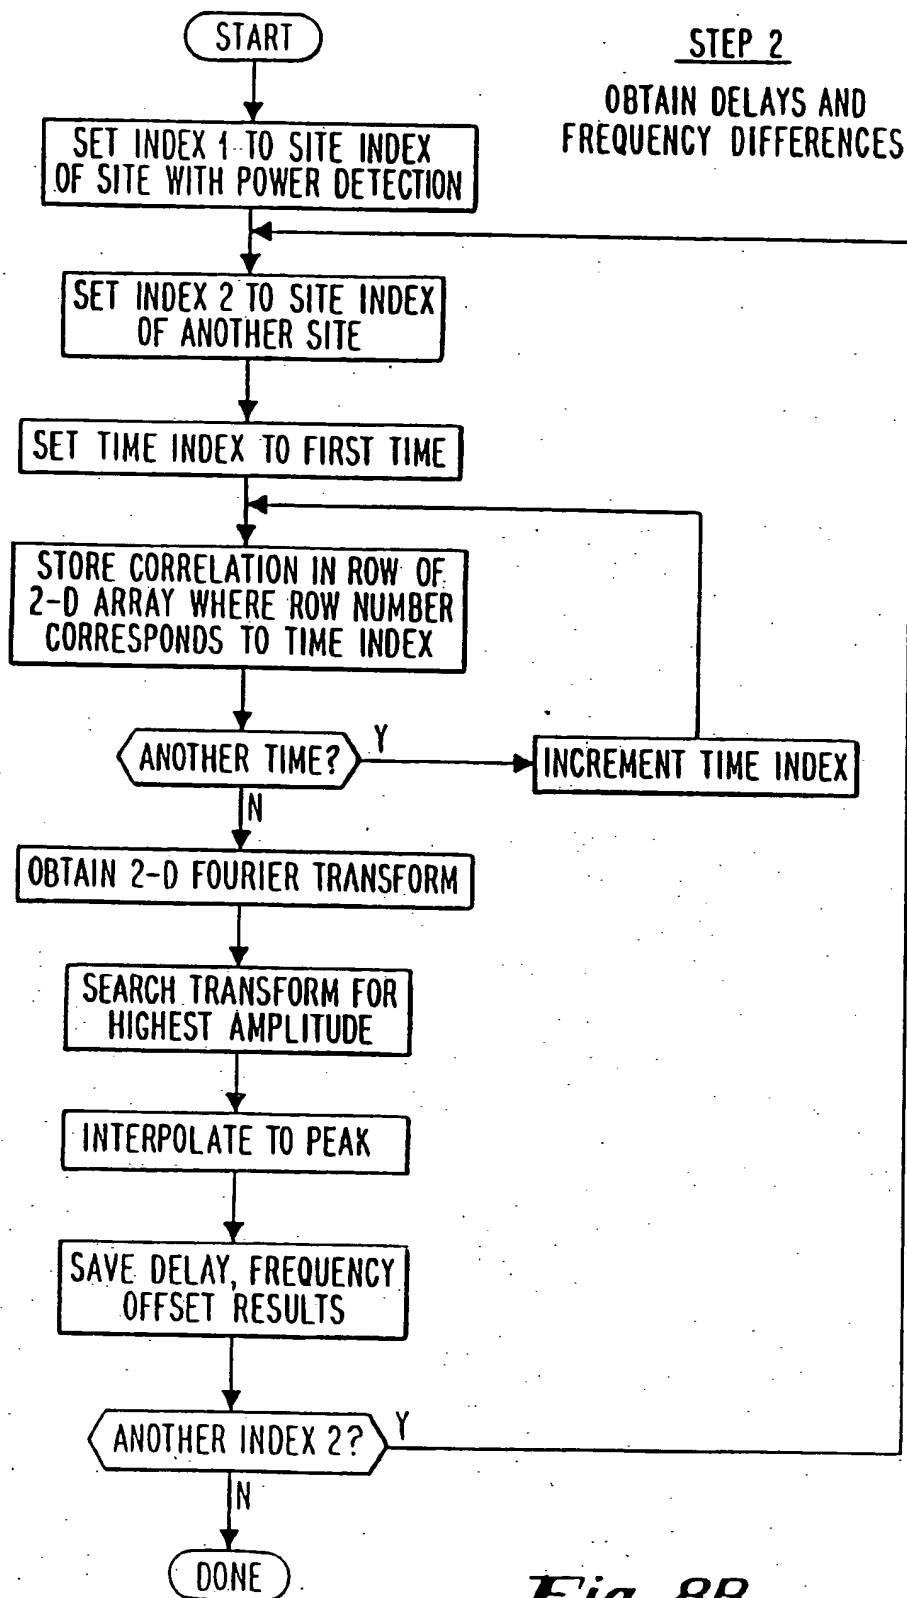 START
STEP 2
OBTAIN DELAYS AND
FREQUENCY DIFFERENCES
SET INDEX 1 TO SITE INDEX
OF SITE WITH POWER DETECTION
SET INDEX 2 TO SITE INDEX
OF ANOTHER SITE
SET TIME INDEX TO FIRST TIME
STORE CORRELATION IN ROW OF
2-D ARRAY WHERE ROW NUMBER
CORRESPONDS TO TIME INDEX
ANOTHER TIME?
Y
INCREMENT TIME INDEX
N
OBTAIN 2-D FOURIER TRANSFORM
SEARCH TRANSFORM FOR
HIGHEST AMPLITUDE
INTERPOLATE TO PEAK
SAVE DELAY, FREQUENCY
OFFSET RESULTS
ANOTHER INDEX 2?
Y
N
DONE
Fig. 8B